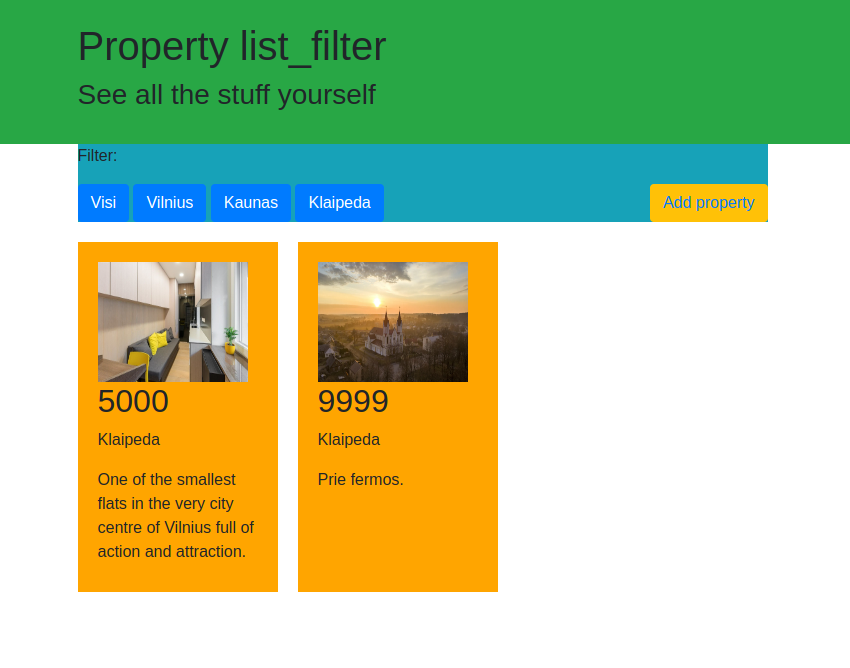 Property list_filter
See all the stuff yourself
Filter:
Visi
Vilnius
Kaunas
Klaipeda
Add property
5000
Klaipeda
One of the smallest
flats in the very city
centre of Vilnius full of
action and attraction.
9999
Klaipeda
Prie fermos.